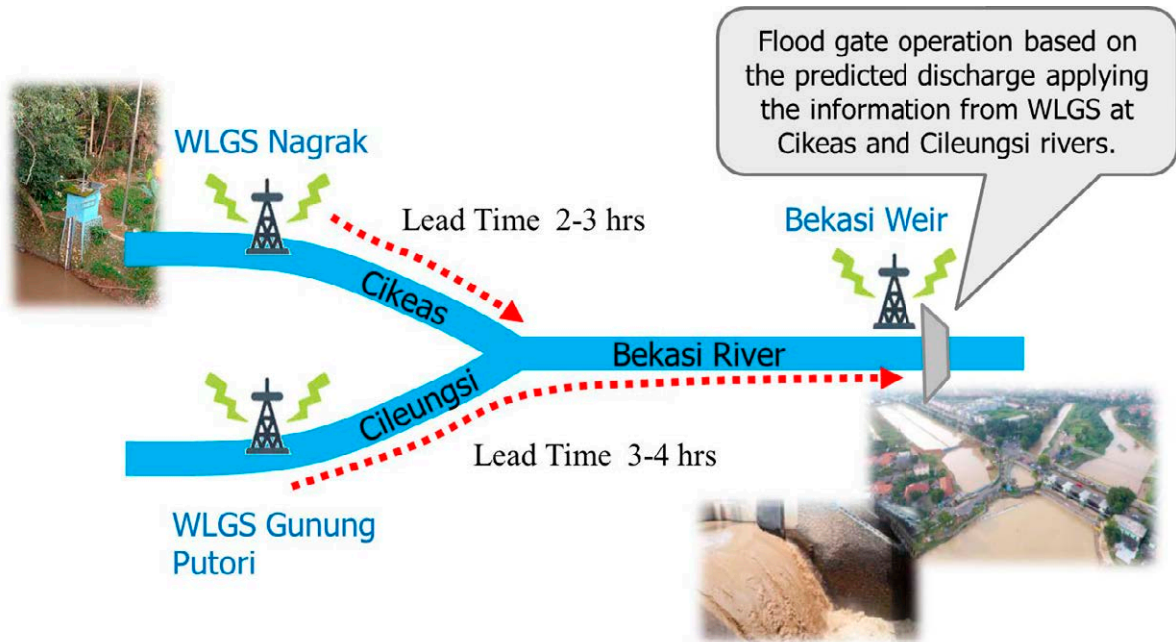 Flood gate operation based on
the predicted discharge applying
the information from WLGS at
Cikeas and Cileungsi rivers.
WLGS Nagrak
Lead Time 2-3 hrs
Bekasi Weir
Cikeas
Bekasi River
Cileungsi
Lead Time 3-4 hrs
WLGS Gunung
Putori